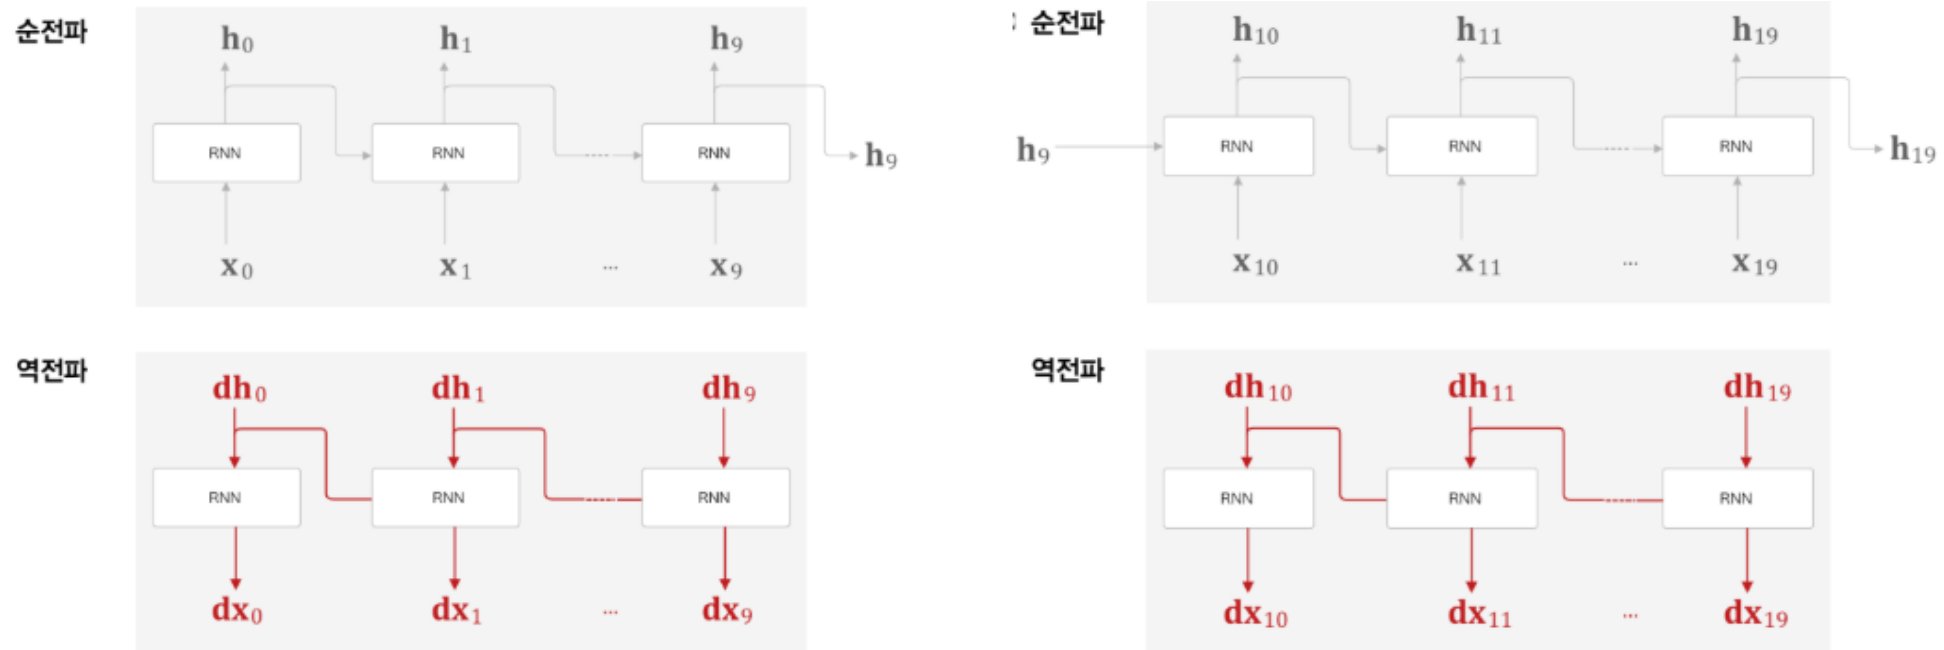 순전파
h0 h1 h9
RNN RNN RNN h9
x0 x1 ... x9
역전파
dh0 dh1 dh9
RNN RNN RNN
dx0 dx1 ... dx9
순전파
h10 h11 h19
h9 RNN RNN RNN h19
x10 x11 ... x19
역전파
dh10 dh11 dh19
RNN RNN RNN
dx10 dx11 ... dx19